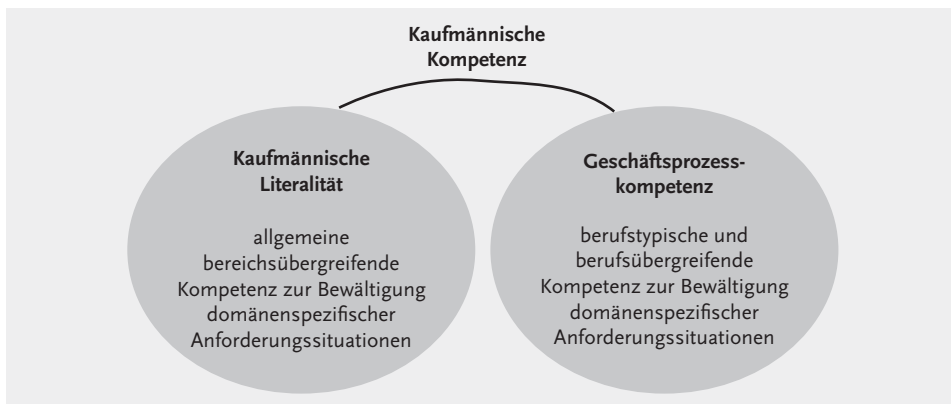 Kaufmännische
Kompetenz
Kaufmännische
Literalität
allgemeine
bereichsübergreifende
Kompetenz zur Bewältigung
domänenspezifischer
Anforderungssituationen
Geschäftsprozess-
kompetenz
berufstypische und
berufsübergreifende
Kompetenz zur Bewältigung
domänenspezifischer
Anforderungssituationen